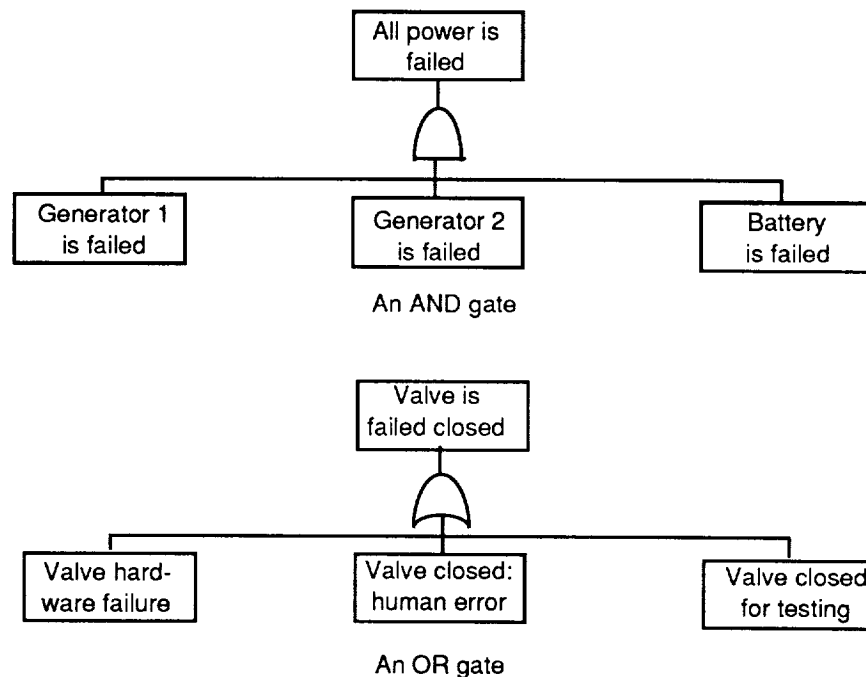 All power is
failed
Generator 1
is failed
Generator 2
is failed
Battery
is failed
An AND gate
Valve is
failed closed
Valve hard-
ware failure
Valve closed:
human error
Valve closed
for testing
An OR gate